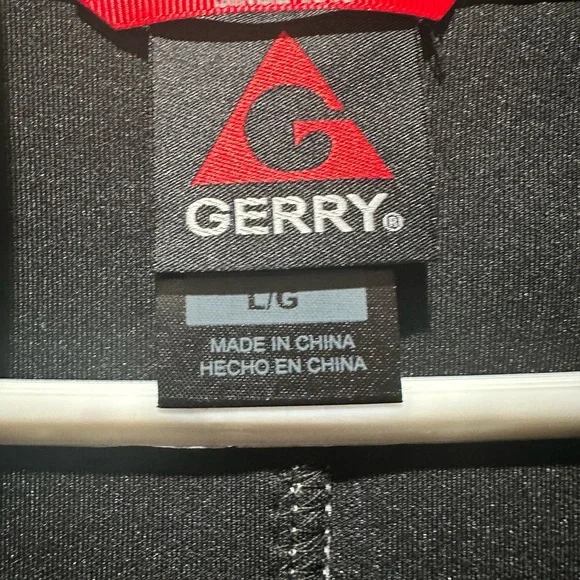 G
GERRY®
L/G
MADE IN CHINA
HECHO EN CHINA